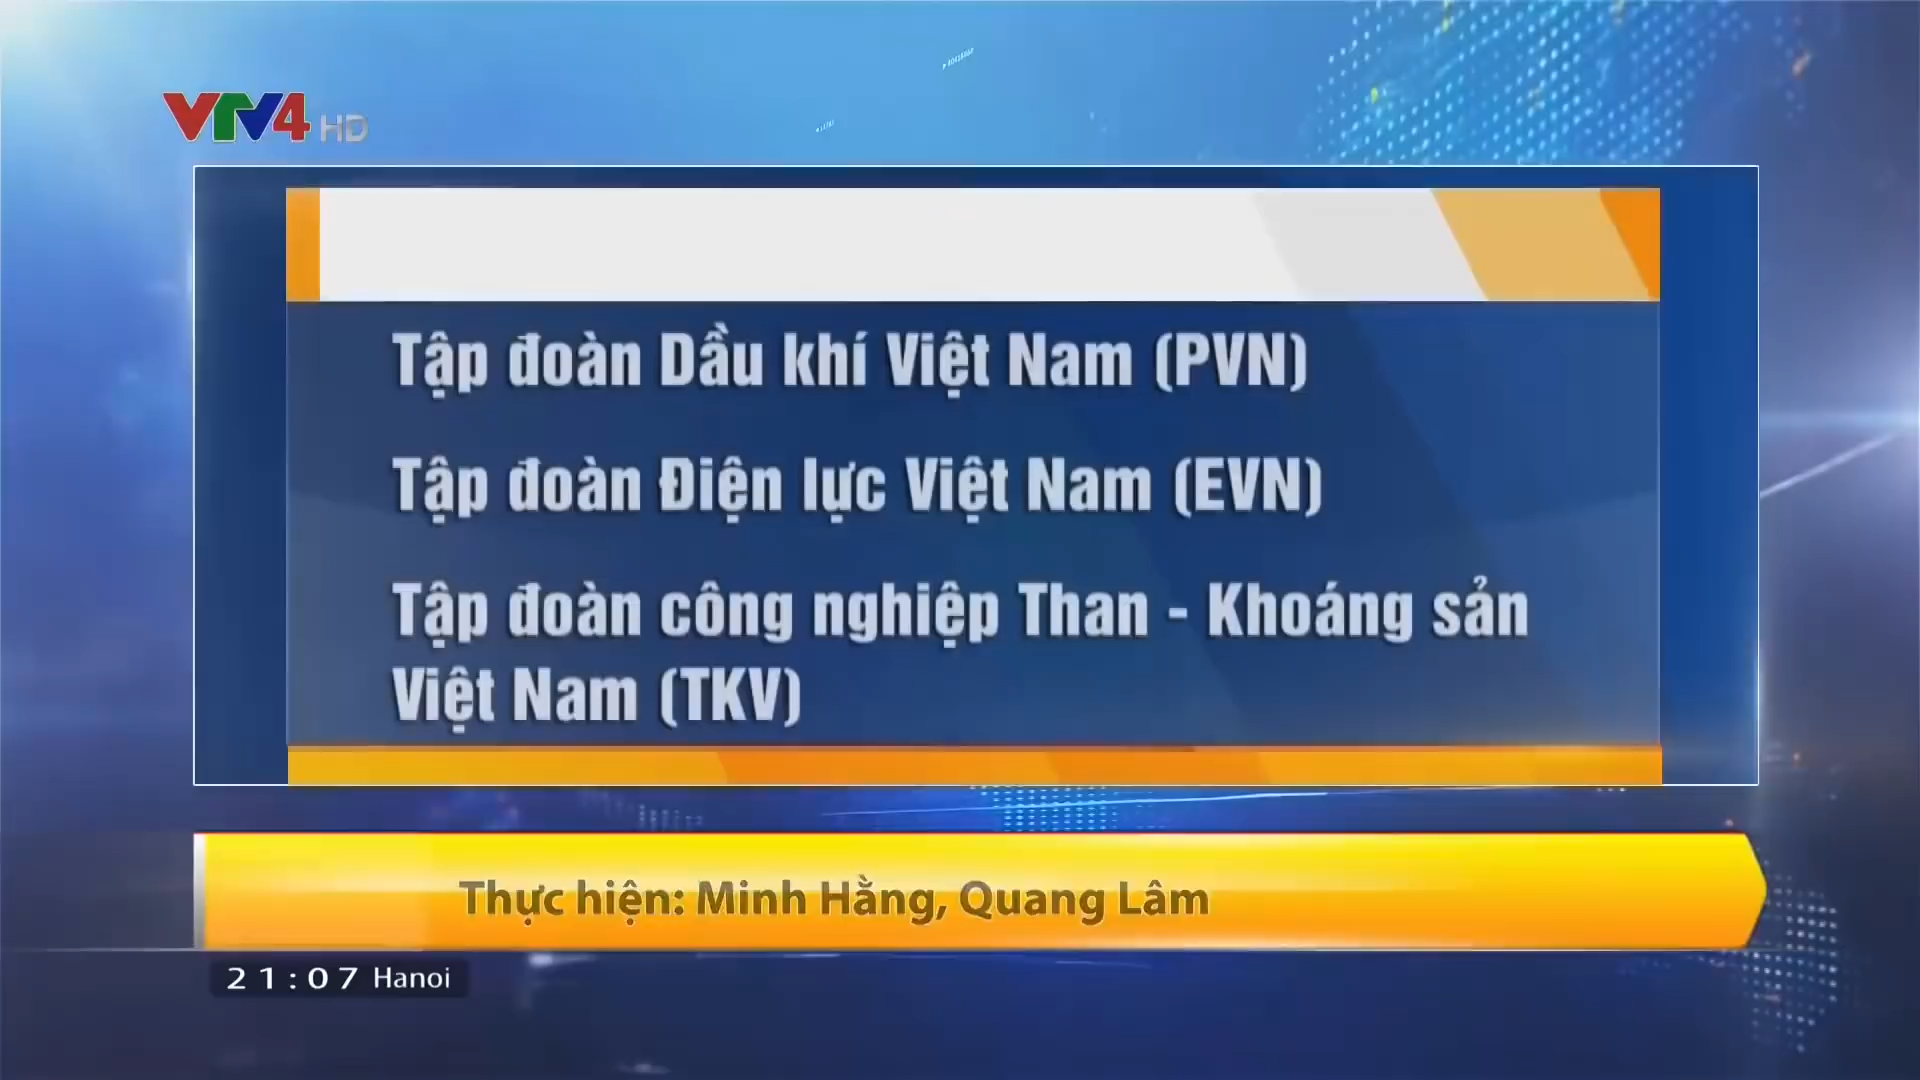 VTV4 HD
Tập đoàn Dầu khí Việt Nam (PVN)
Tập đoàn Điện lực Việt Nam (EVN)
Tập đoàn công nghiệp Than - Khoáng sản
Việt Nam (TKV)
Thực hiện: Minh Hằng, Quang Lâm
21:07 Hanoi